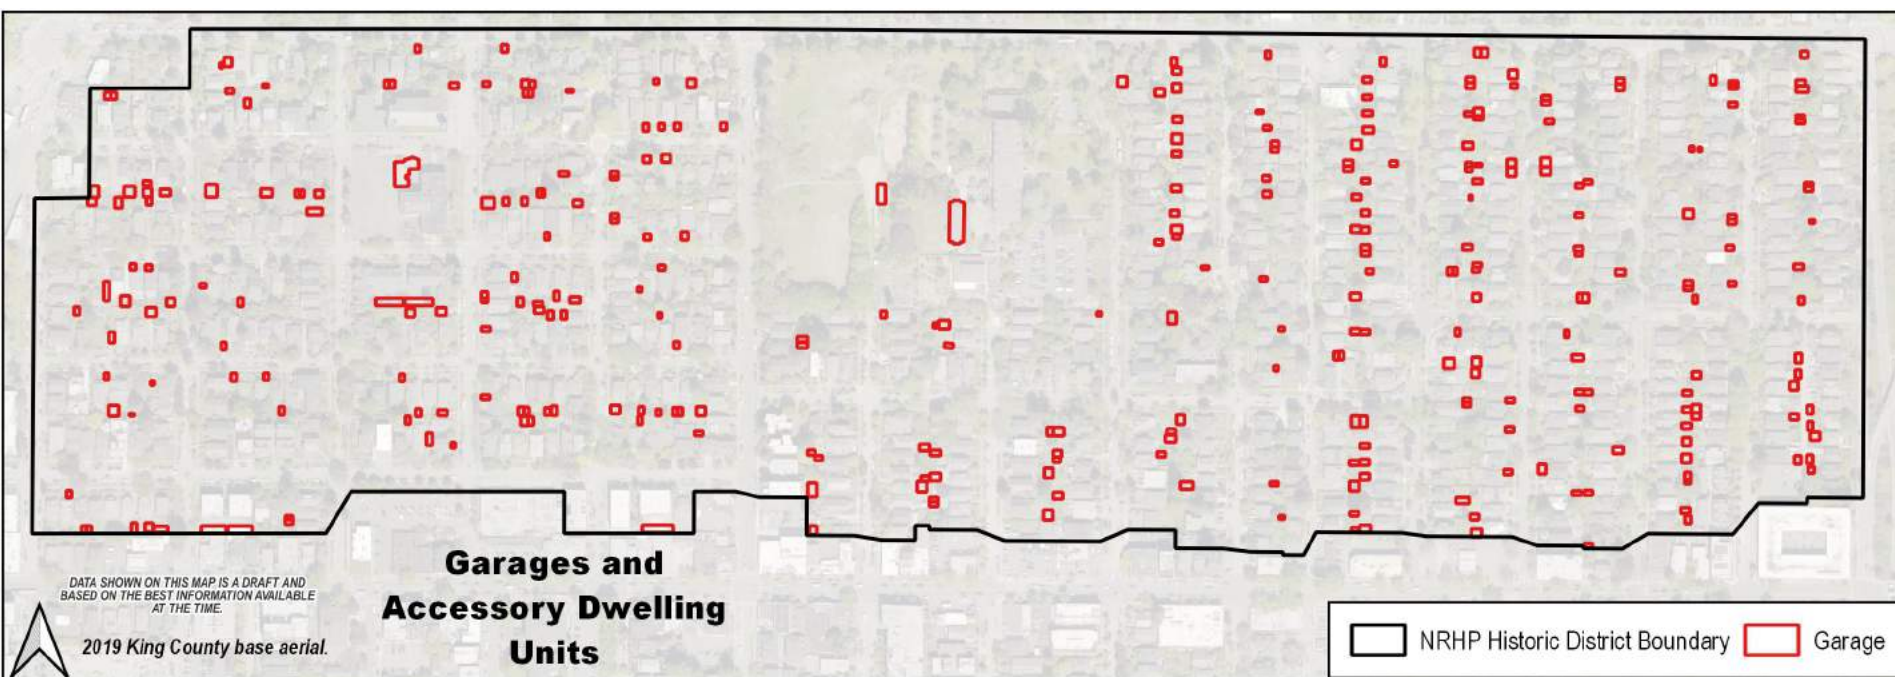 Garages and
Accessory Dwelling
Units
DATA SHOWN ON THIS MAP IS A DRAFT AND
BASED ON THE BEST INFORMATION AVAILABLE
AT THE TIME.
2019 King County base aerial.
NRHP Historic District Boundary
Garage